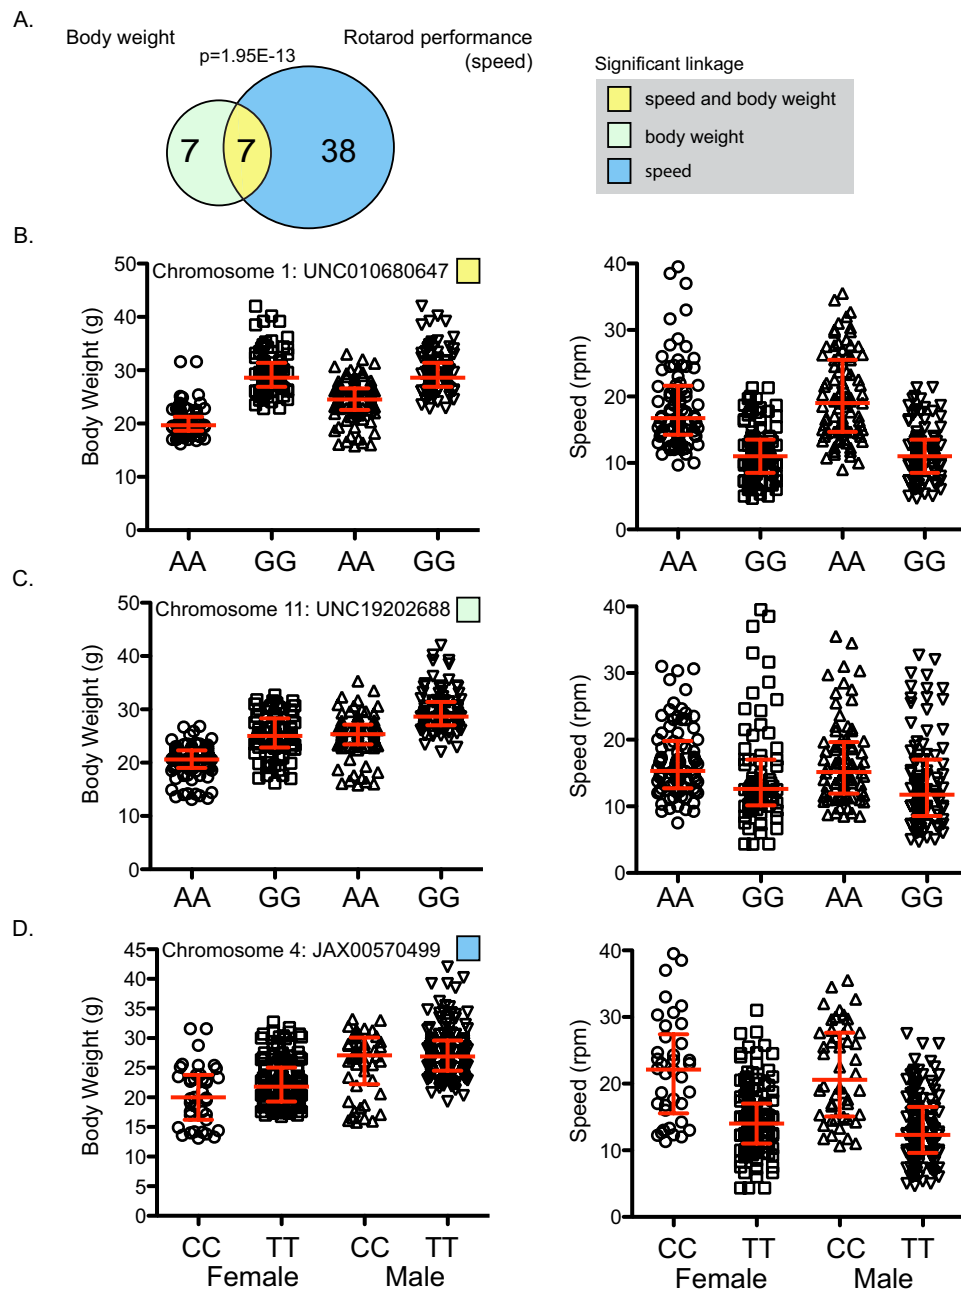 A.
Body weight
Rotarod performance
(speed)
p=1.95E-13
7
7
38
Significant linkage
speed and body weight
body weight
speed
B.
Chromosome 1: UNC010680647
Body Weight (g)
50
40
30
20
10
0
AA GG AA GG
Speed (rpm)
40
30
20
10
0
AA GG AA GG
C.
Chromosome 11: UNC19202688
Body Weight (g)
50
40
30
20
10
0
AA GG AA GG
Speed (rpm)
40
30
20
10
0
AA GG AA GG
D.
Chromosome 4: JAX00570499
Body Weight (g)
45
40
35
30
25
20
15
10
5
0
CC TT CC TT
Female Male
Speed (rpm)
40
30
20
10
0
CC TT CC TT
Female Male